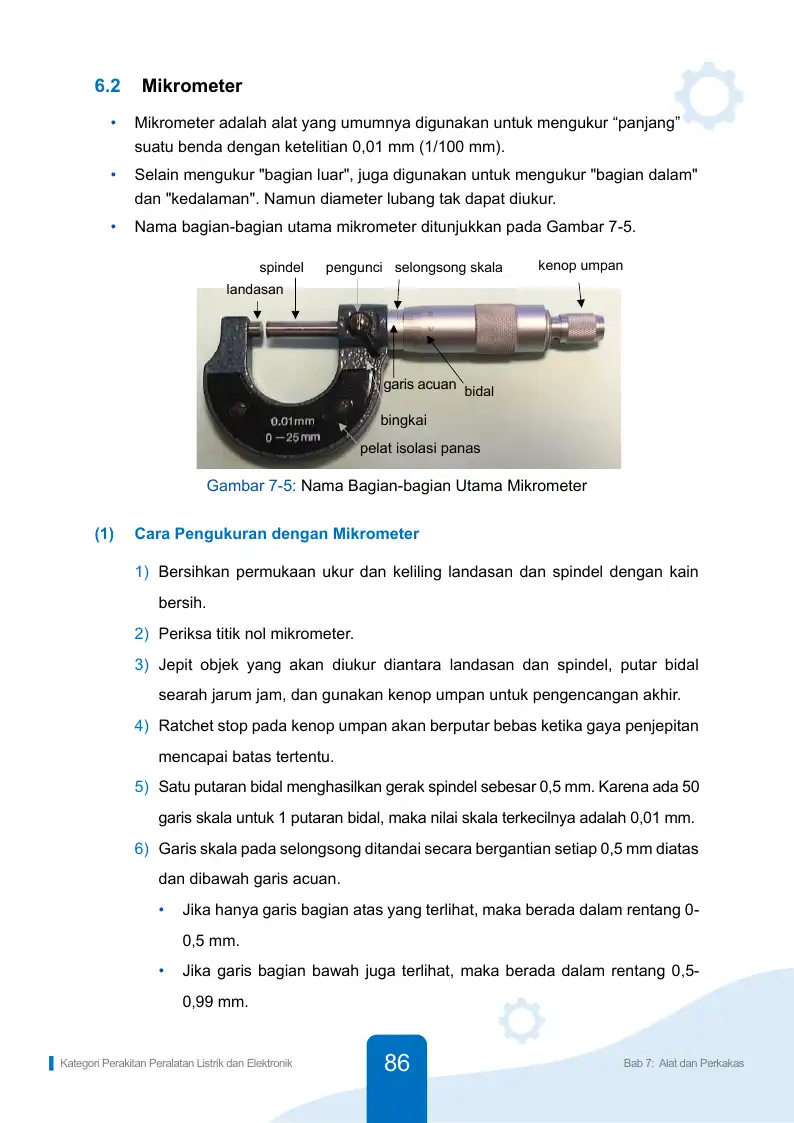 6.2 Mikrometer
• Mikrometer adalah alat yang umumnya digunakan untuk mengukur “panjang”
suatu benda dengan ketelitian 0,01 mm (1/100 mm).
• Selain mengukur "bagian luar", juga digunakan untuk mengukur "bagian dalam"
dan "kedalaman". Namun diameter lubang tak dapat diukur.
• Nama bagian-bagian utama mikrometer ditunjukkan pada Gambar 7-5.
spindel pengunci selongsong skala kenop umpan
landasan
garis acuan bidal
bingkai
0.01mm
0-25mm
pelat isolasi panas
Gambar 7-5: Nama Bagian-bagian Utama Mikrometer
(1) Cara Pengukuran dengan Mikrometer
1) Bersihkan permukaan ukur dan keliling landasan dan spindel dengan kain
bersih.
2) Periksa titik nol mikrometer.
3) Jepit objek yang akan diukur diantara landasan dan spindel, putar bidal
searah jarum jam, dan gunakan kenop umpan untuk pengencangan akhir.
4) Ratchet stop pada kenop umpan akan berputar bebas ketika gaya penjepitan
mencapai batas tertentu.
5) Satu putaran bidal menghasilkan gerak spindel sebesar 0,5 mm. Karena ada 50
garis skala untuk 1 putaran bidal, maka nilai skala terkecilnya adalah 0,01 mm.
6) Garis skala pada selongsong ditandai secara bergantian setiap 0,5 mm diatas
dan dibawah garis acuan.
• Jika hanya garis bagian atas yang terlihat, maka berada dalam rentang 0-
0,5 mm.
• Jika garis bagian bawah juga terlihat, maka berada dalam rentang 0,5-
0,99 mm.
Kategori Perakitan Peralatan Listrik dan Elektronik 86 Bab 7: Alat dan Perkakas